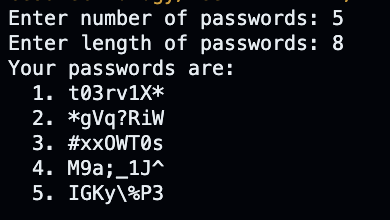 Enter number of passwords: 5
Enter length of passwords: 8
Your passwords are:
1. t03rv1X*
2. *gVq?RiW
3. #xxOWT0s
4. M9a;_1J^
5. IGKy\%P3